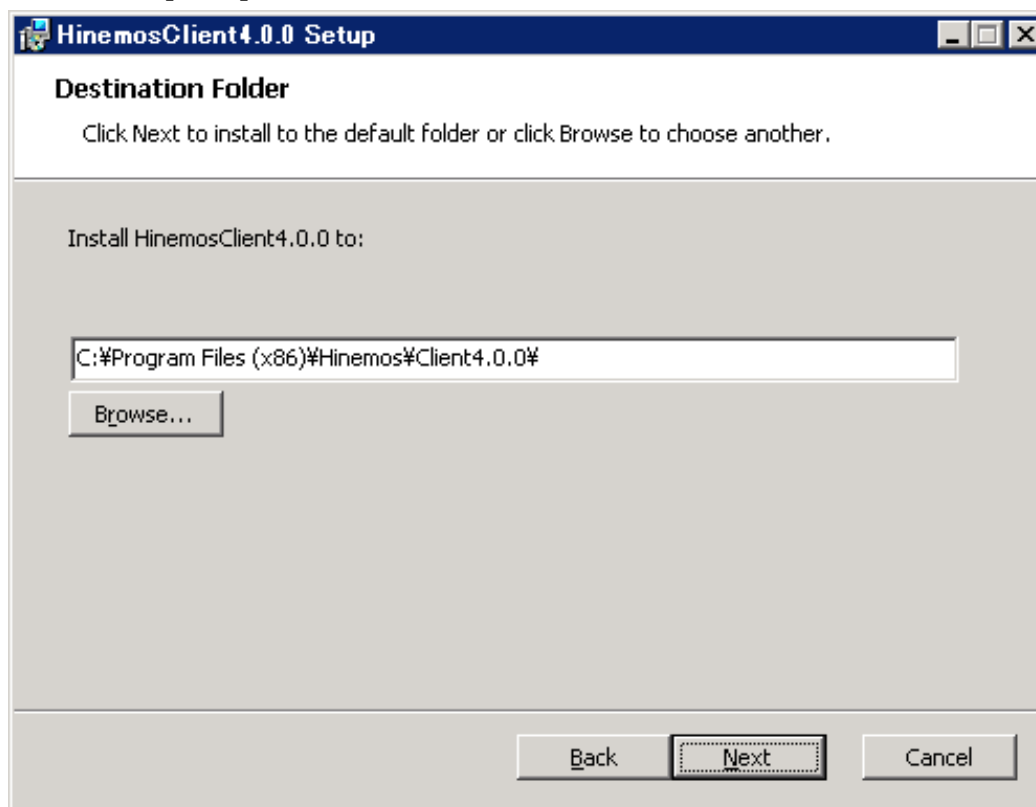 HinemosClient4.0.0 Setup
Destination Folder
Click Next to install to the default folder or click Browse to choose another.
Install HinemosClient4.0.0 to:
C:¥Program Files (x86)¥Hinemos¥Client4.0.0¥
Browse...
Back Next Cancel